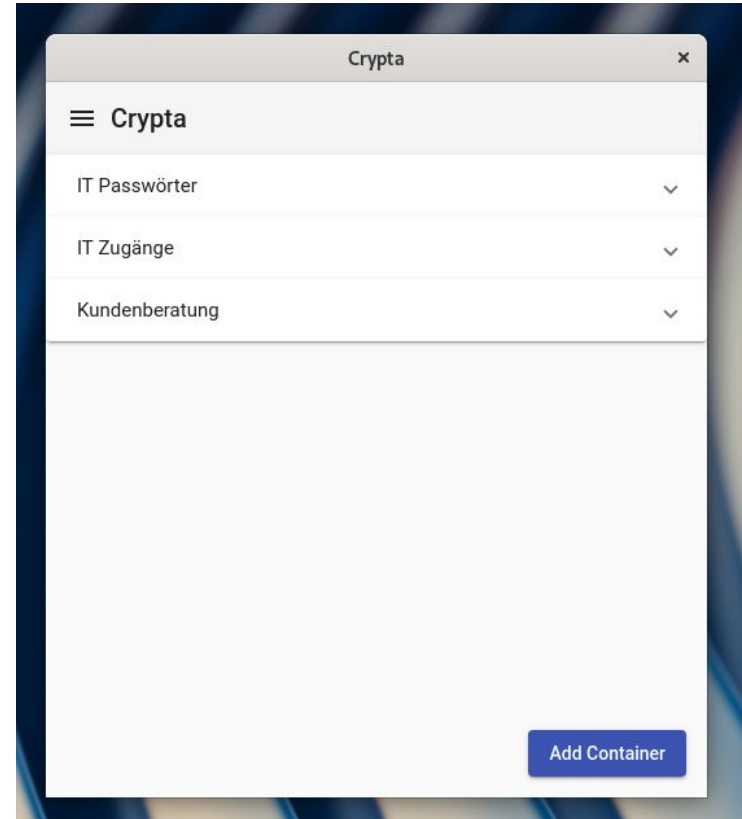 Crypta
Crypta
IT Passwörter
IT Zugänge
Kundenberatung
Add Container